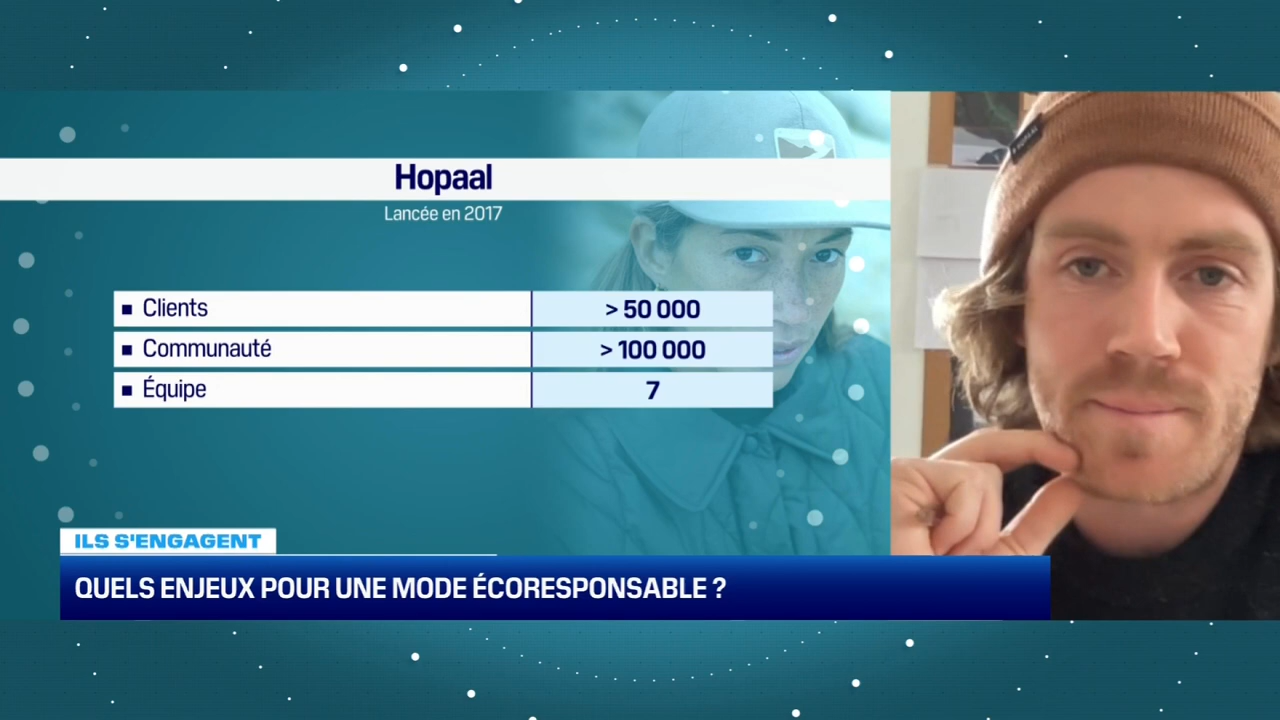 Hopaal
Lancée en 2017
Clients > 50 000
Communauté > 100 000
Équipe 7
HOPAAL
ILS S'ENGAGENT
QUELS ENJEUX POUR UNE MODE ÉCORESPONSABLE ?